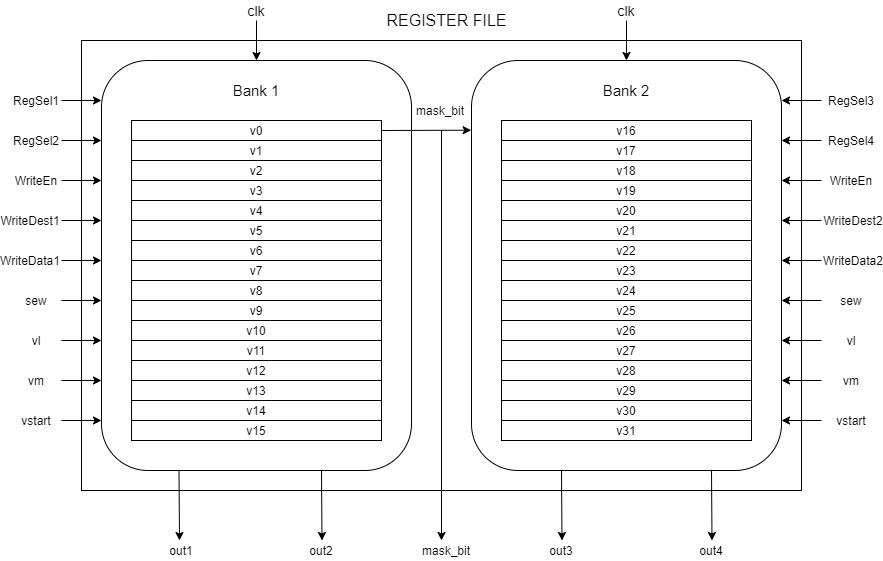 clk
REGISTER FILE
clk
Bank 1
Bank 2
RegSel1
RegSel2
WriteEn
WriteDest1
WriteData1
sew
vl
vm
vstart
v0
v1
v2
v3
v4
v5
v6
v7
v8
v9
v10
v11
v12
v13
v14
v15
mask_bit
v16
v17
v18
v19
v20
v21
v22
v23
v24
v25
v26
v27
v28
v29
v30
v31
RegSel3
RegSel4
WriteEn
WriteDest2
WriteData2
sew
vl
vm
vstart
out1
out2
mask_bit
out3
out4